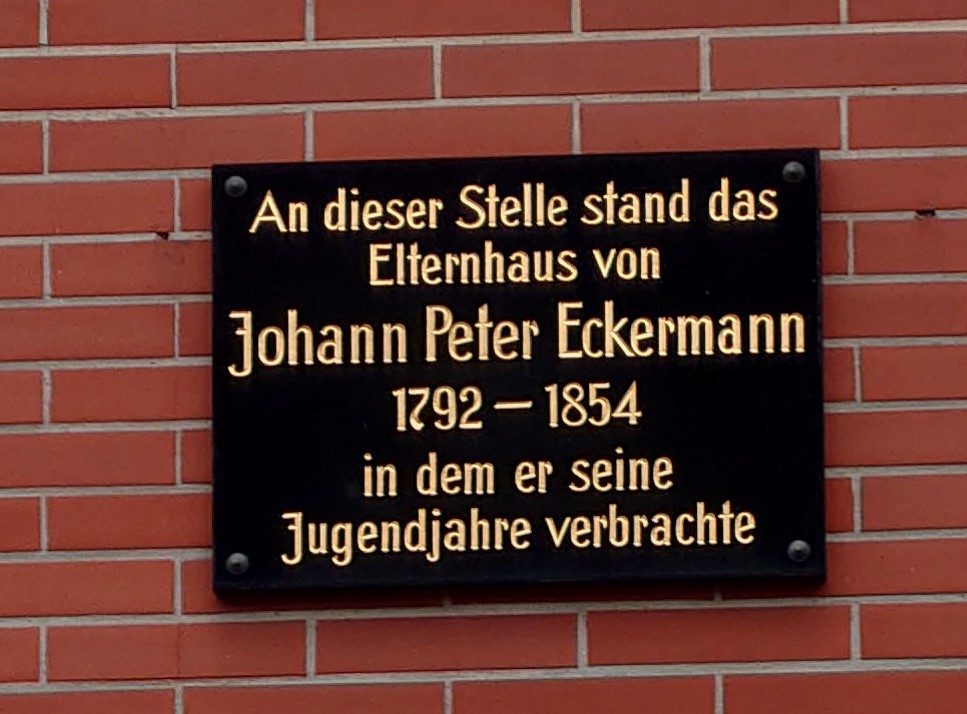 An dieser Stelle stand das
Elternhaus von
Johann Peter Eckermann
1792 – 1854
in dem er seine
Jugendjahre verbrachte